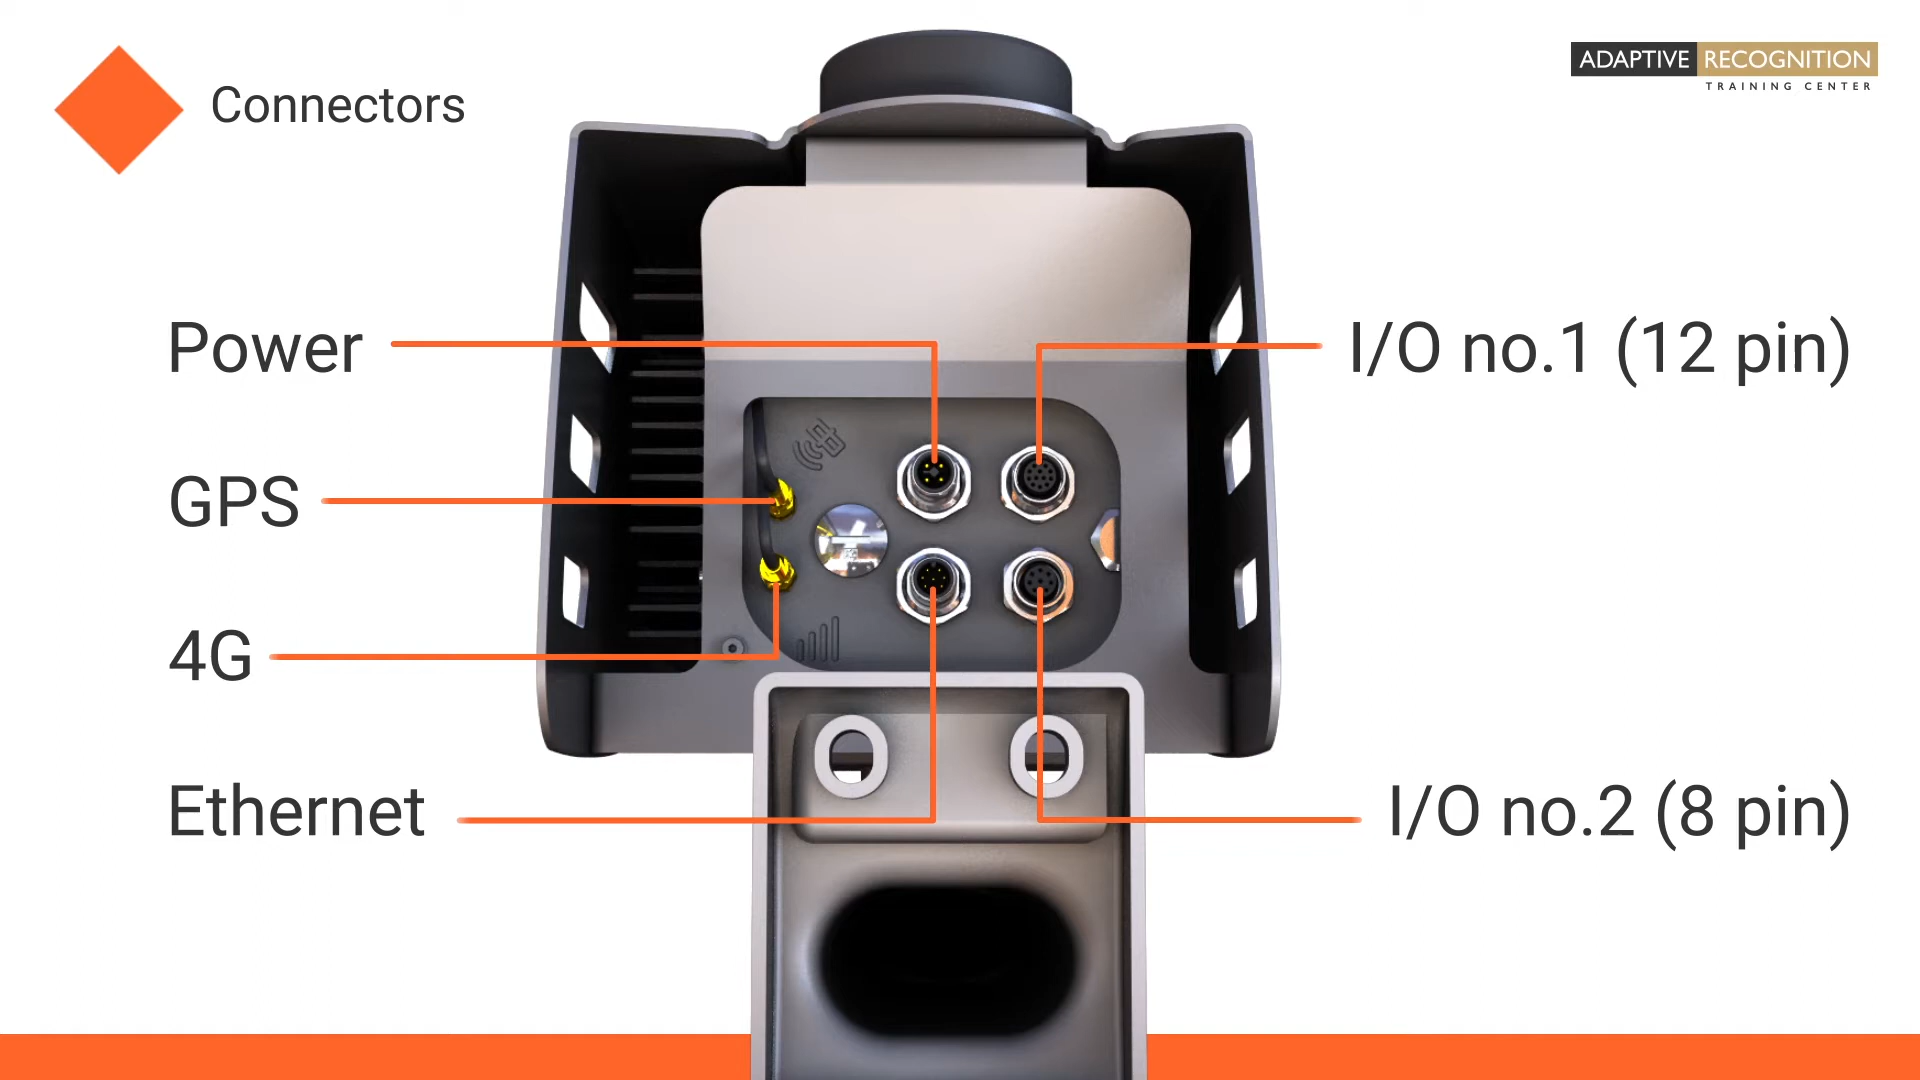 Connectors
ADAPTIVE RECOGNITION
TRAINING CENTER
Power
I/O no.1 (12 pin)
GPS
4G
Ethernet
I/O no.2 (8 pin)